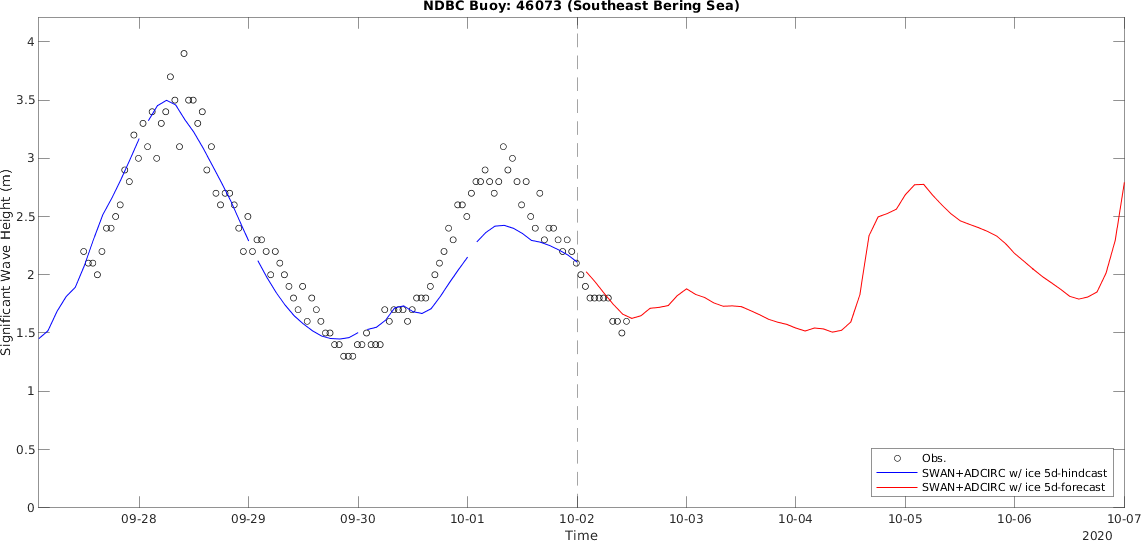 NDBC Buoy: 46073 (Southeast Bering Sea)
Significant Wave Height (m)
4
3.5
3
2.5
2
1.5
1
0.5
0
Obs.
SWAN+ADCIRC w/ ice 5d-hindcast
SWAN+ADCIRC w/ ice 5d-forecast
09-28 09-29 09-30 10-01 10-02 10-03 10-04 10-05 10-06 10-07
Time
2020